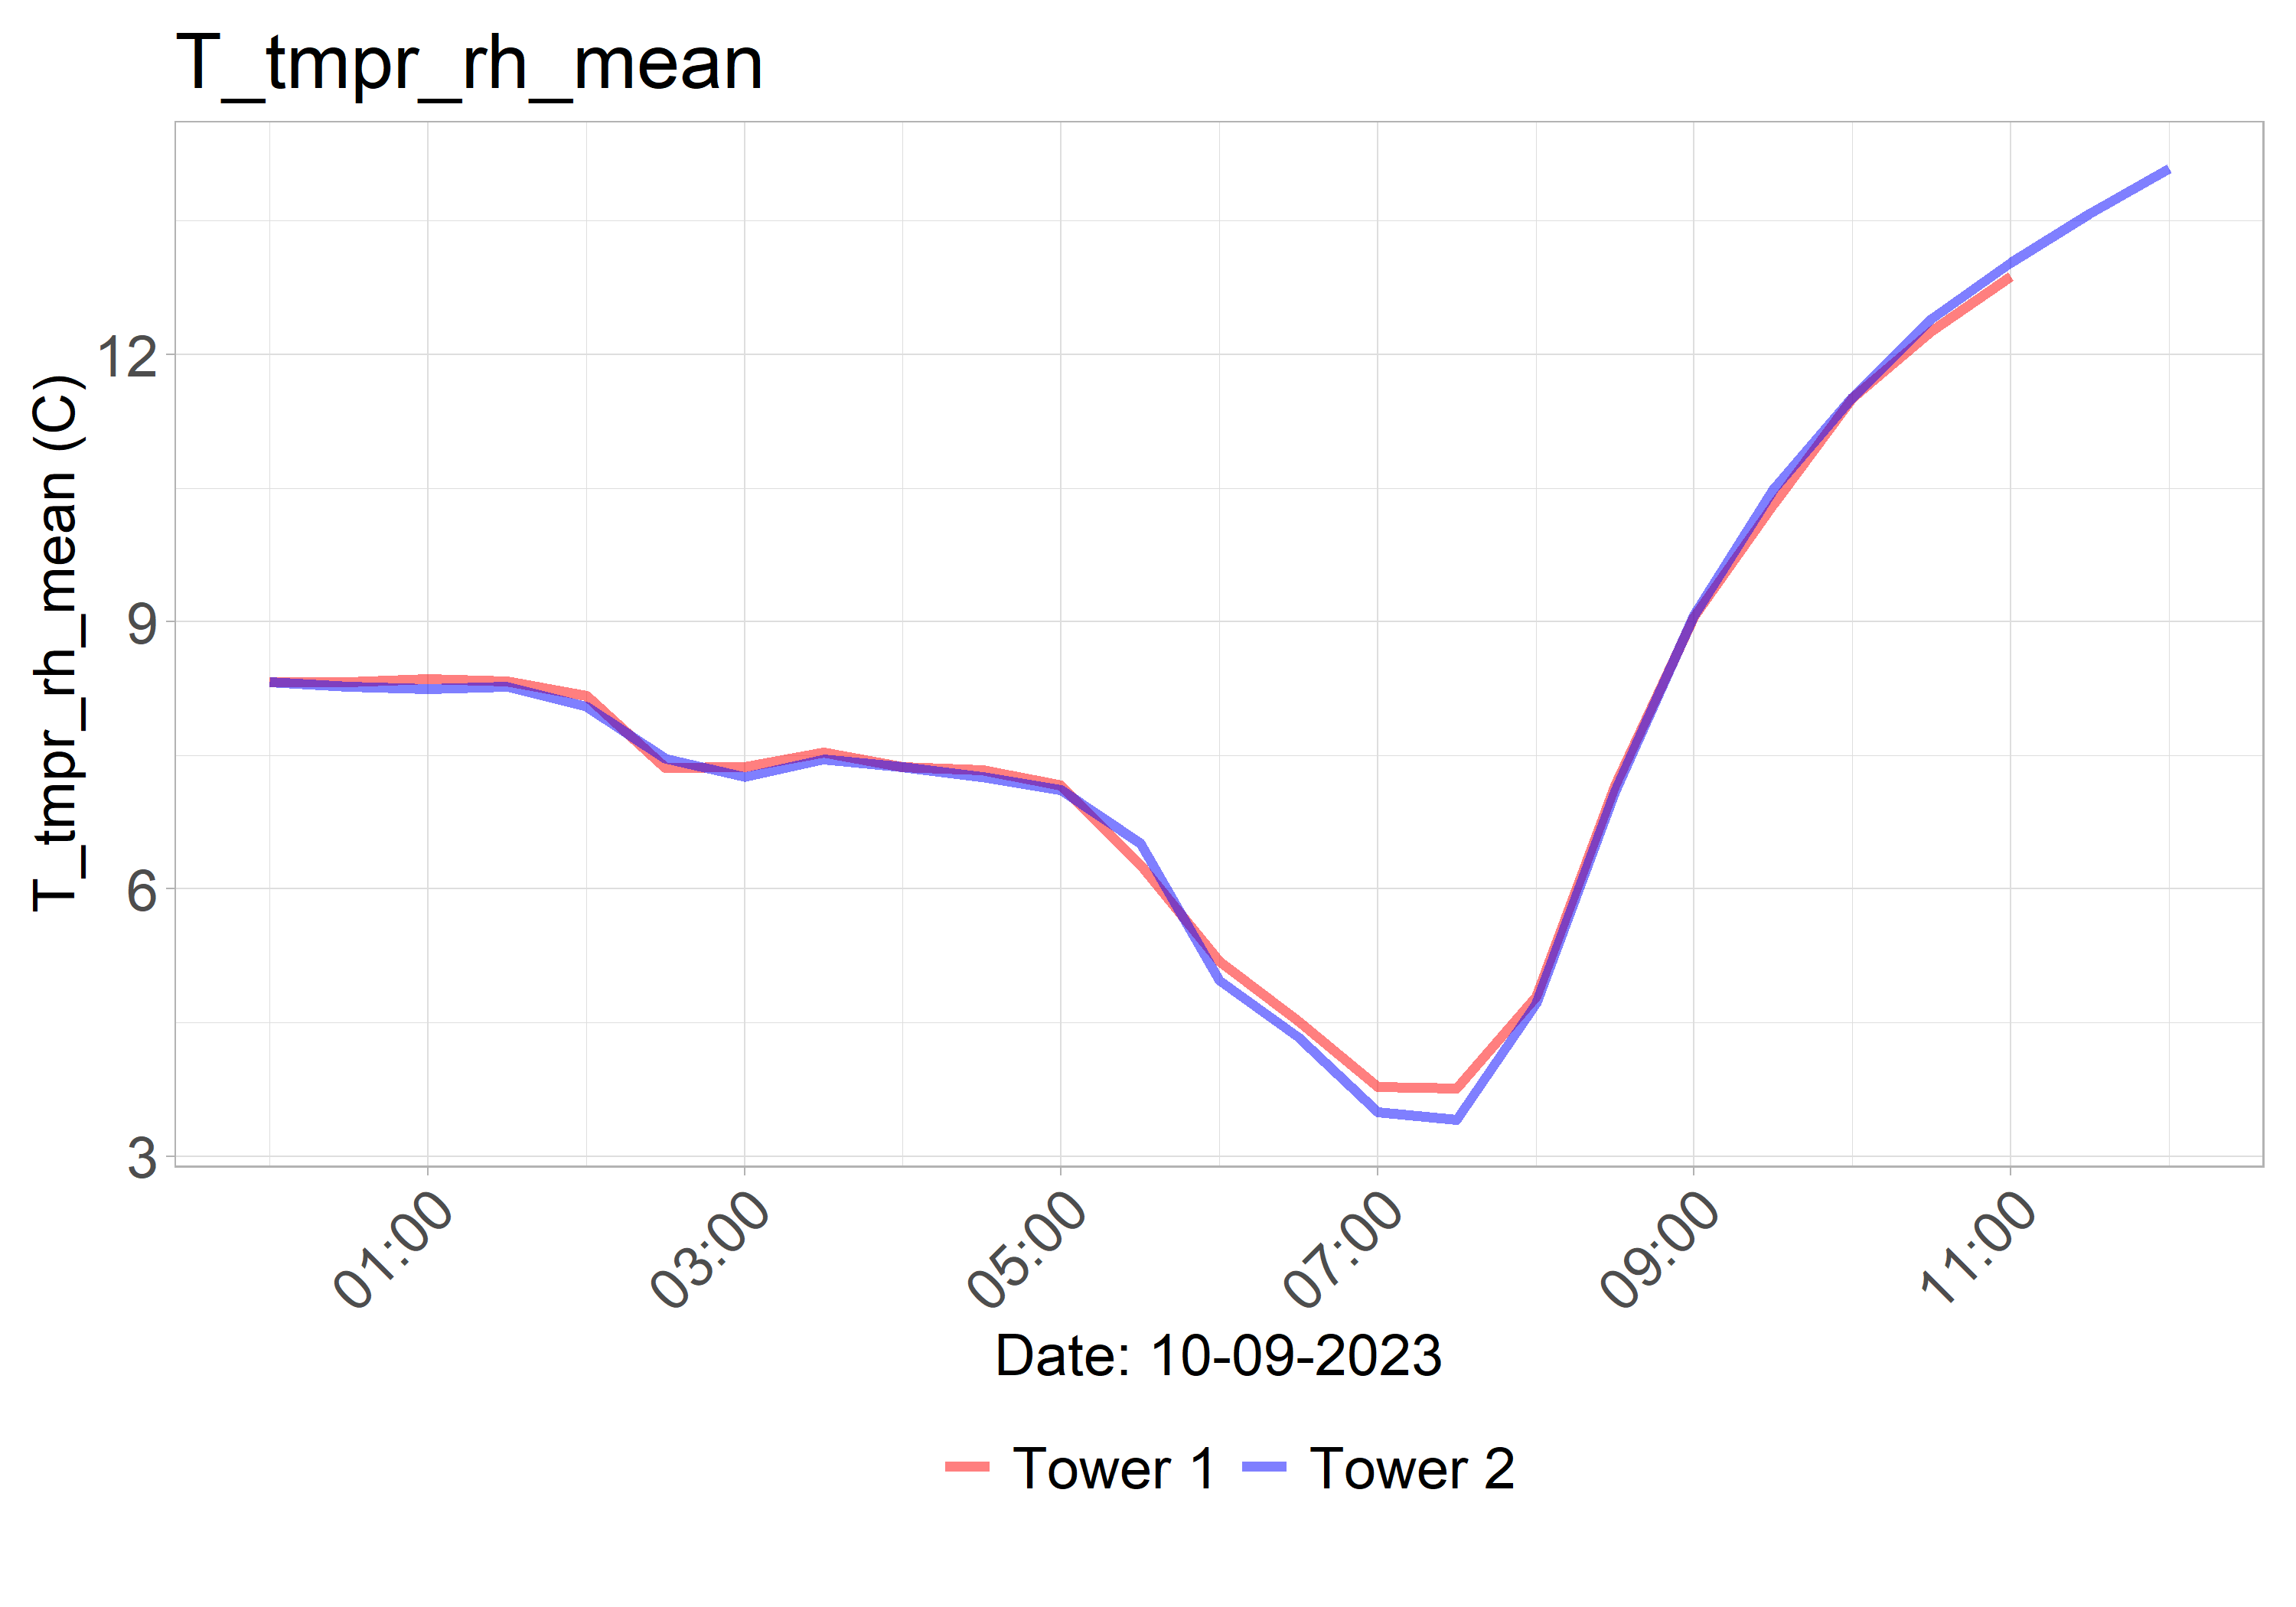 T_tmpr_rh_mean
T_tmpr_rh_mean (C)
12
9
6
3
01:00
03:00
05:00
07:00
09:00
11:00
Date: 10-09-2023
Tower 1
Tower 2